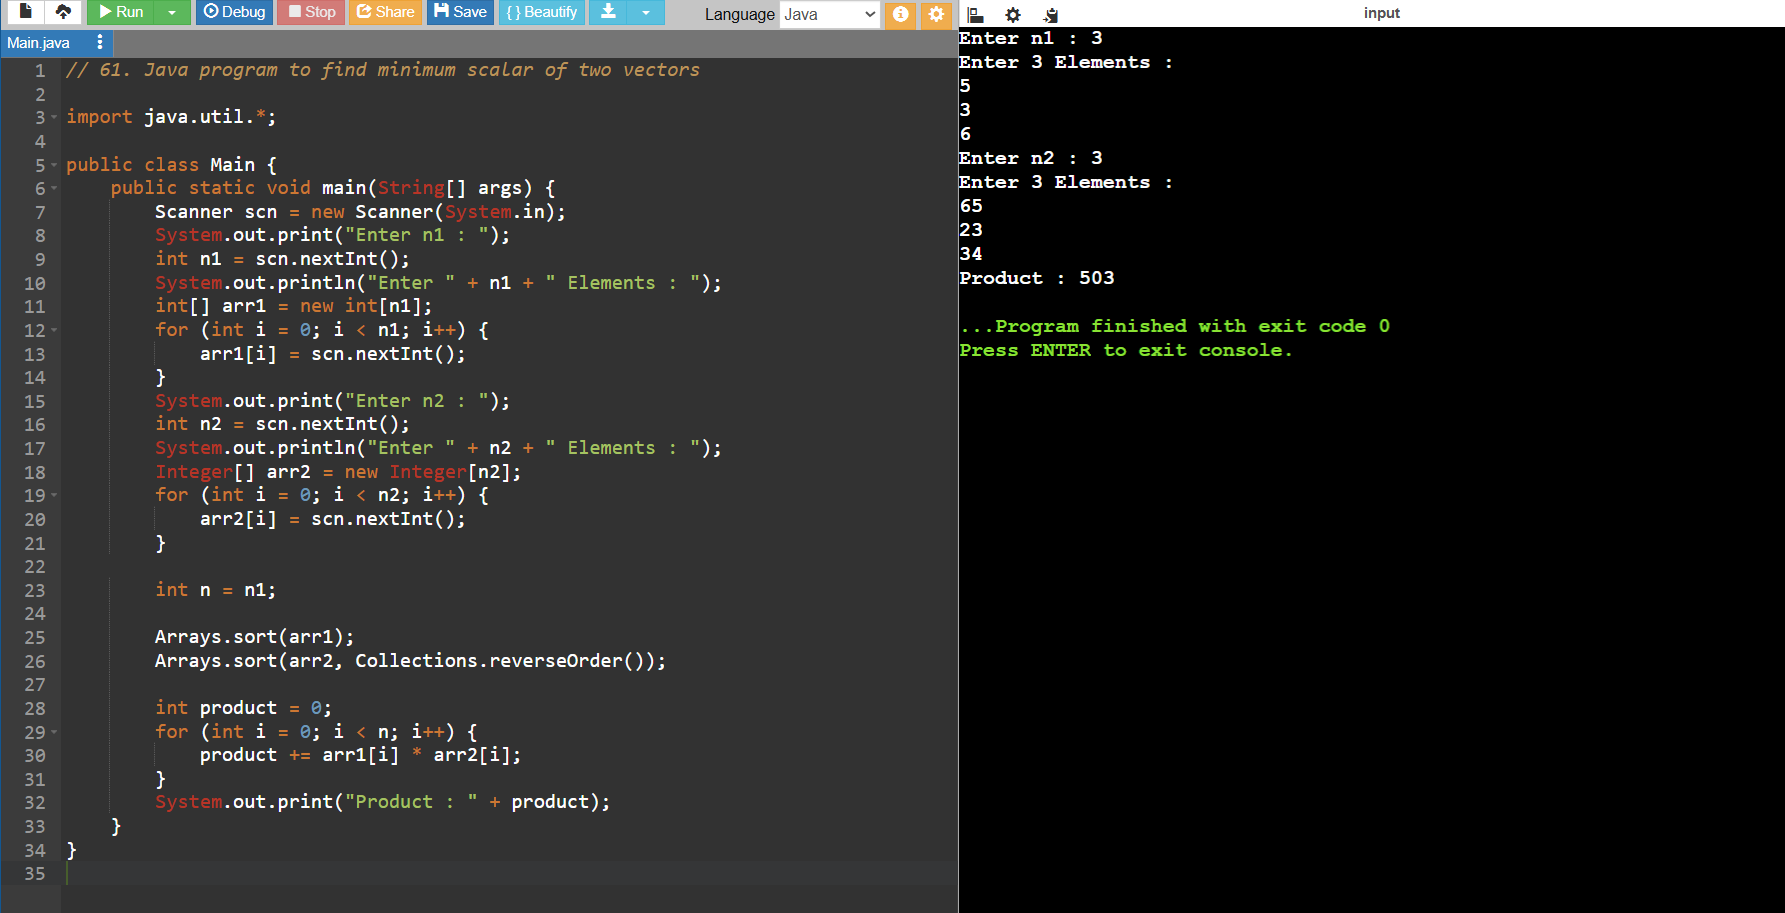 Run Debug Stop Share Save { } Beautify Language Java
Main.java
1 // 61. Java program to find minimum scalar of two vectors
2
3 import java.util.*;
4
5 public class Main {
6     public static void main(String[] args) {
7         Scanner scn = new Scanner(System.in);
8         System.out.print("Enter n1 : ");
9         int n1 = scn.nextInt();
10         System.out.println("Enter " + n1 + " Elements : ");
11         int[] arr1 = new int[n1];
12         for (int i = 0; i < n1; i++) {
13             arr1[i] = scn.nextInt();
14         }
15         System.out.print("Enter n2 : ");
16         int n2 = scn.nextInt();
17         System.out.println("Enter " + n2 + " Elements : ");
18         Integer[] arr2 = new Integer[n2];
19         for (int i = 0; i < n2; i++) {
20             arr2[i] = scn.nextInt();
21         }
22
23         int n = n1;
24
25         Arrays.sort(arr1);
26         Arrays.sort(arr2, Collections.reverseOrder());
27
28         int product = 0;
29         for (int i = 0; i < n; i++) {
30             product += arr1[i] * arr2[i];
31         }
32         System.out.print("Product : " + product);
33     }
34 }
35
input
Enter n1 : 3
Enter 3 Elements :
5
3
6
Enter n2 : 3
Enter 3 Elements :
65
23
34
Product : 503
...Program finished with exit code 0
Press ENTER to exit console.